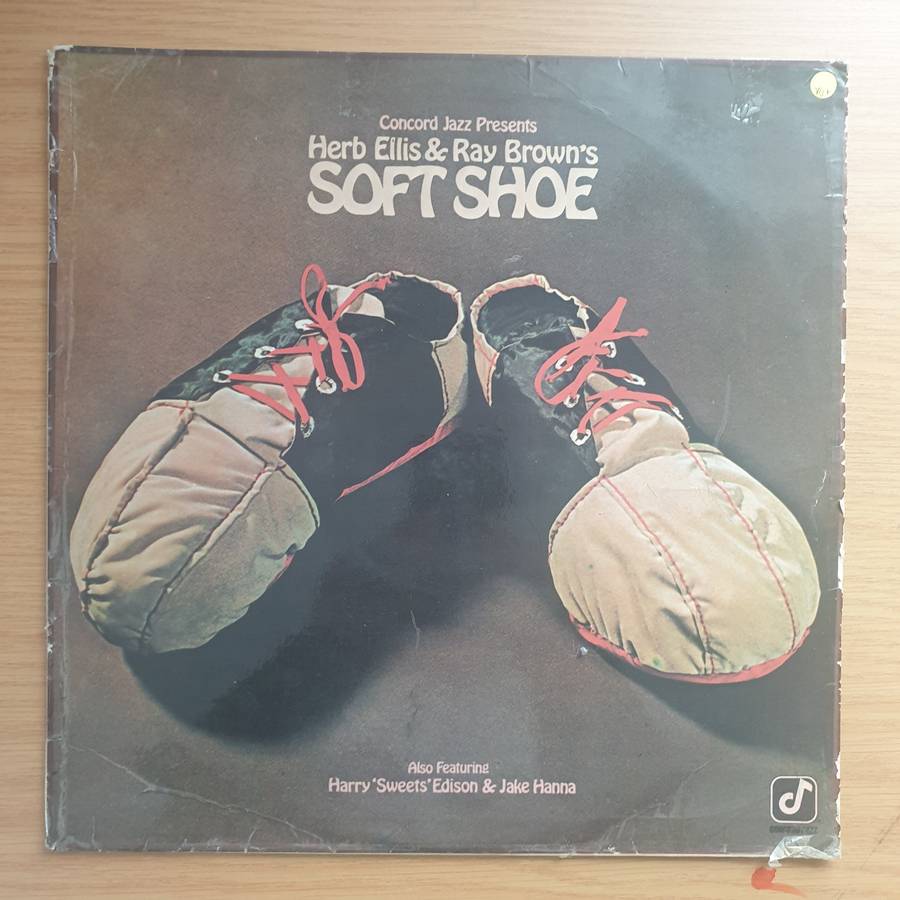 Concord Jazz Presents
Herb Ellis & Ray Brown's
SOFT SHOE
Also Featuring
Harry 'Sweets' Edison & Jake Hanna